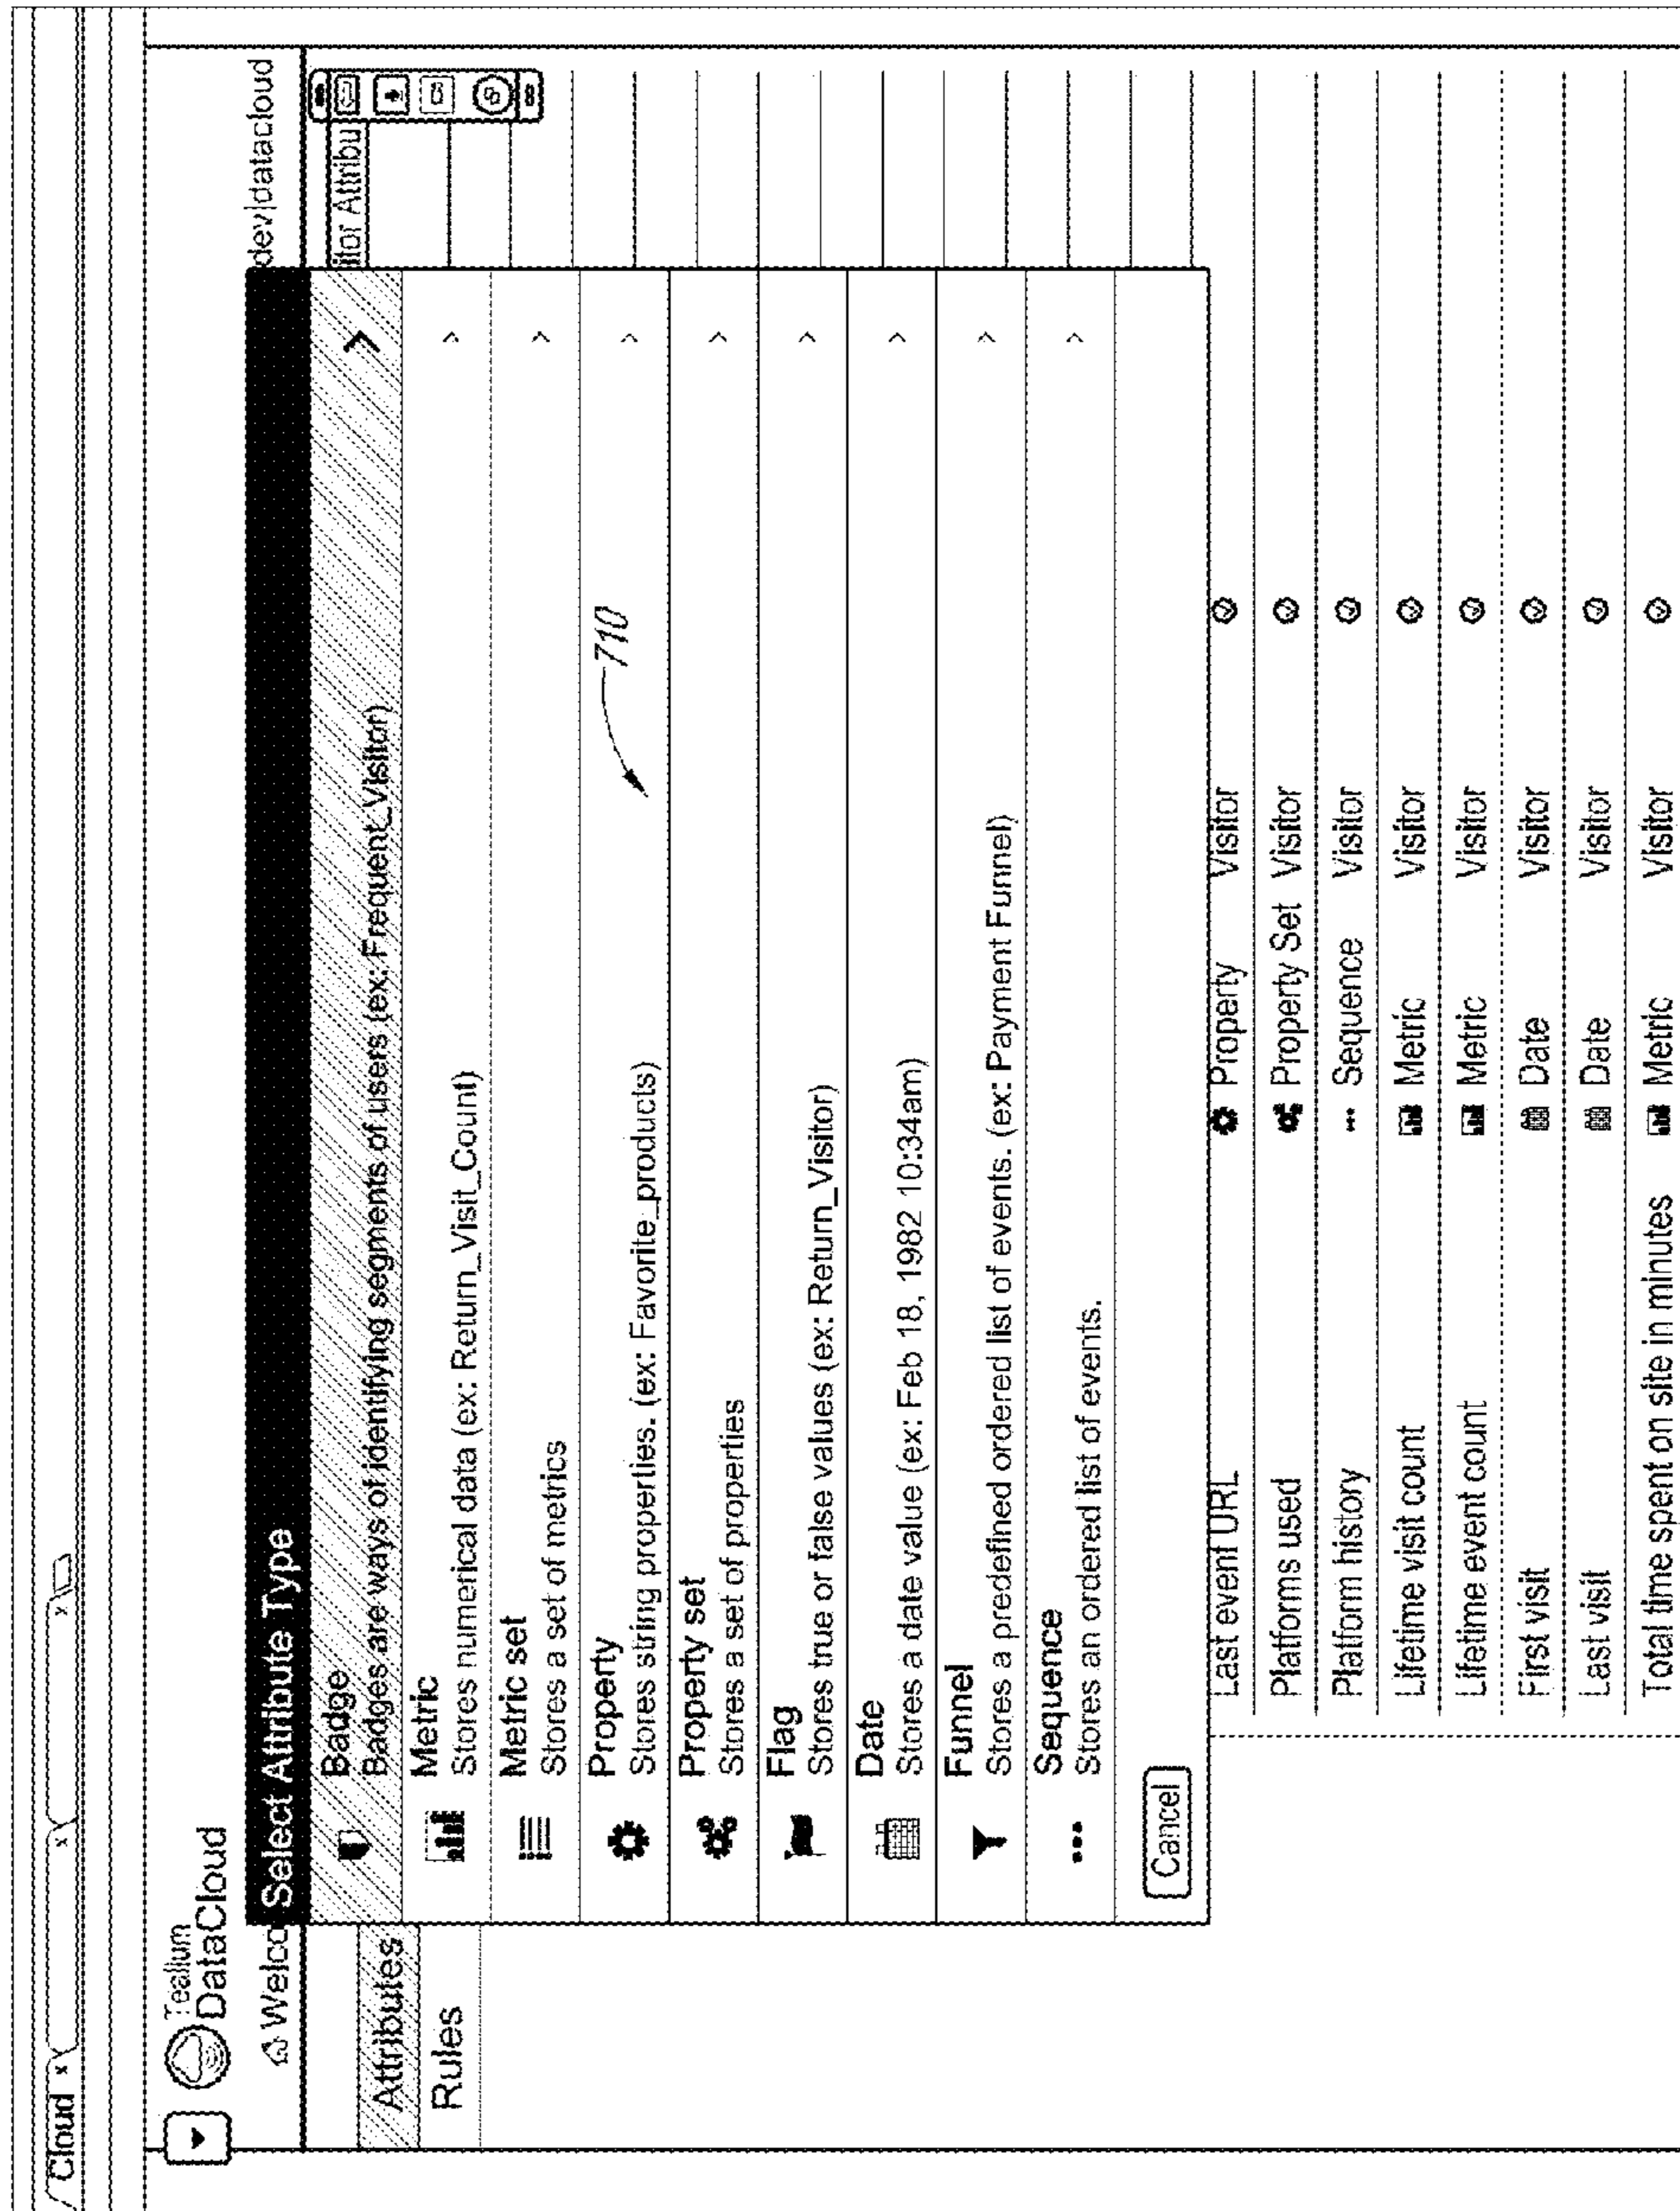 Cloud
Tealium
DataCloud
Welco
dev|datacloud
Attributes
Rules
itor Attribu
Select Attribute Type
Badge
Badges are ways of identifying segments of users (ex: Frequent_Visitor)
Metric
Stores numerical data (ex: Return_Visit_Count)
Metric set
Stores a set of metrics
Property
Stores string properties. (ex: Favorite_products)
710
Property set
Stores a set of properties
Flag
Stores true or false values (ex: Return_Visitor)
Date
Stores a date value (ex: Feb 18, 1982 10:34am)
Funnel
Stores a predefined ordered list of events. (ex: Payment Funnel)
Sequence
Stores an ordered list of events.
Cancel
Last event URL Property Visitor
Platforms used Property Set Visitor
Platform history Sequence Visitor
Lifetime visit count Metric Visitor
Lifetime event count Metric Visitor
First visit Date Visitor
Last visit Date Visitor
Total time spent on site in minutes Metric Visitor